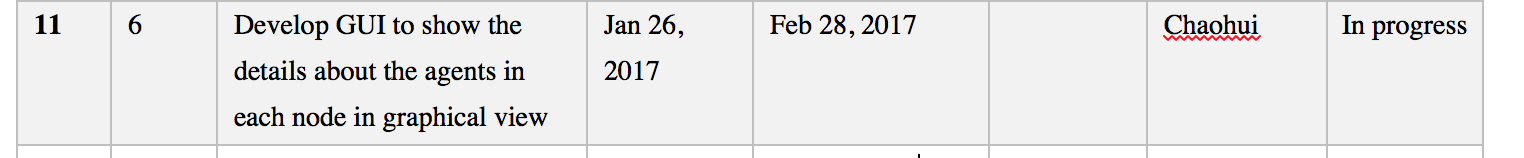 11 6 Develop GUI to show the Jan 26, Feb 28, 2017 Chaohui In progress
details about the agents in 2017
each node in graphical view